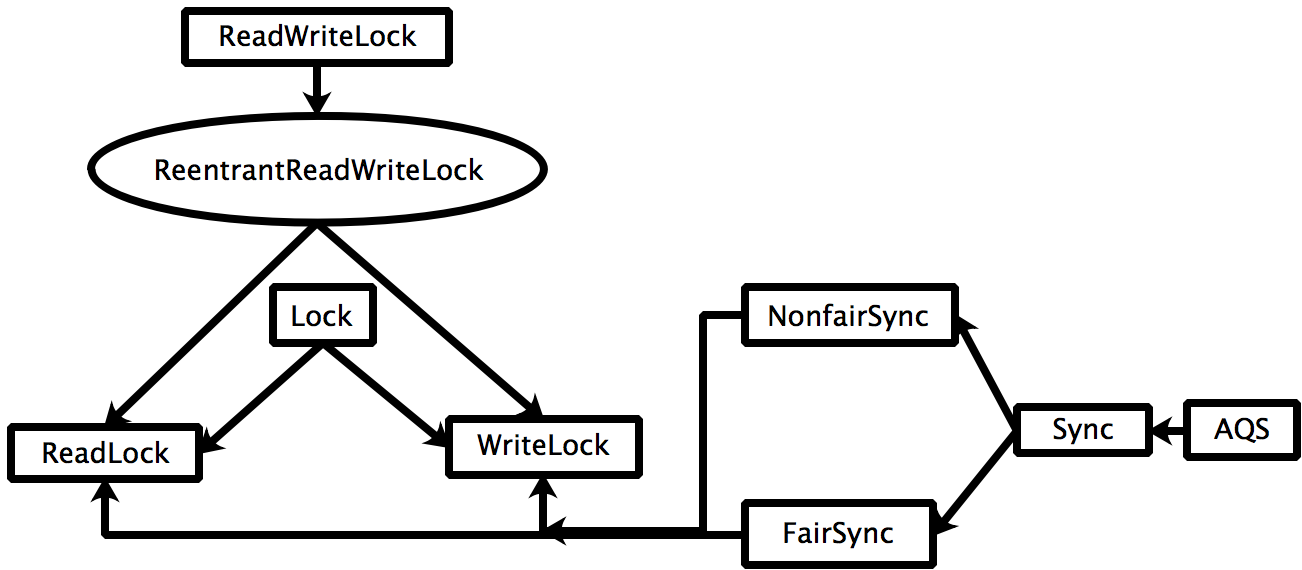 ReadWriteLock
ReentrantReadWriteLock
Lock
NonfairSync
ReadLock
WriteLock
Sync
AQS
FairSync